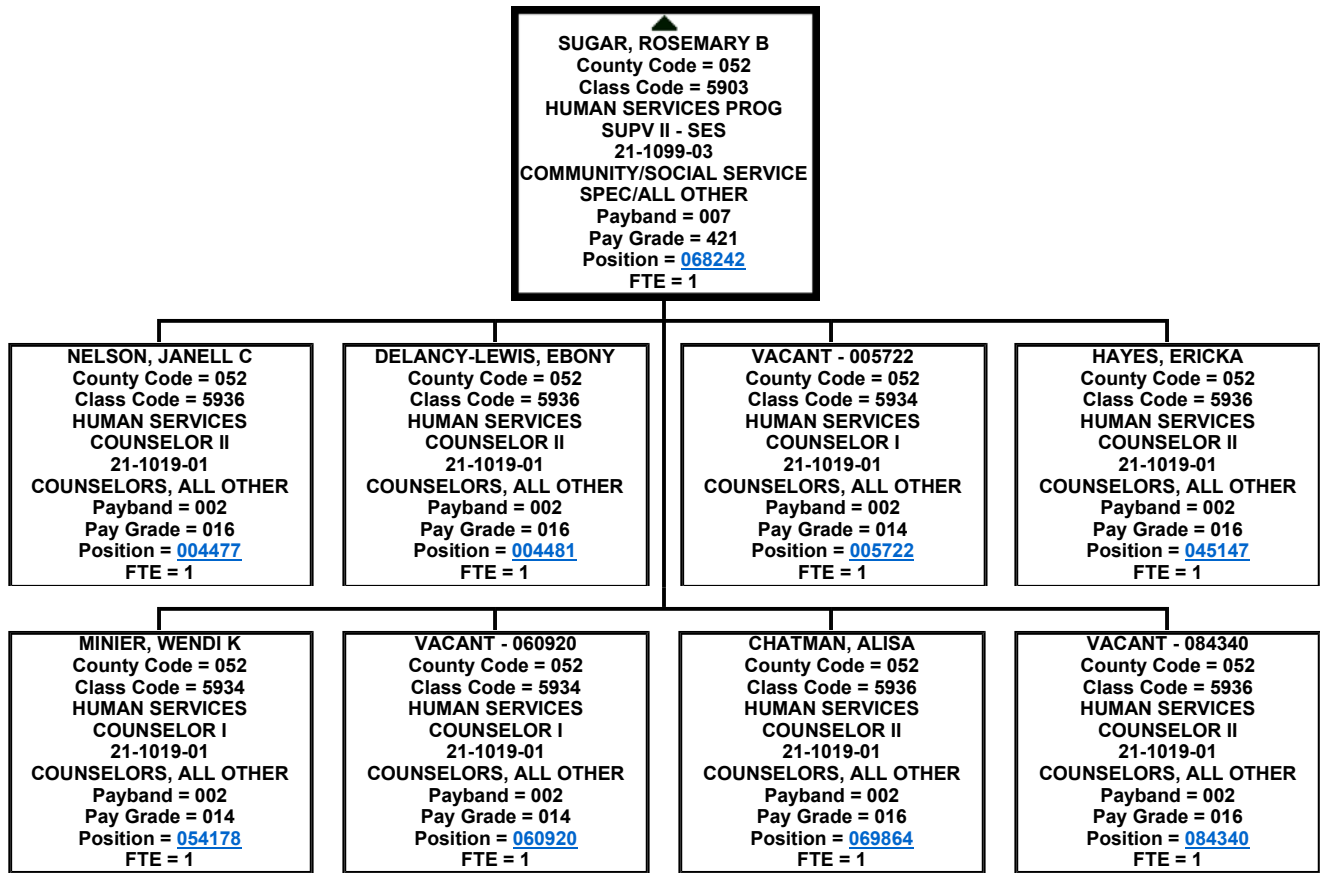 SUGAR, ROSEMARY B
County Code = 052
Class Code = 5903
HUMAN SERVICES PROG
SUPV II - SES
21-1099-03
COMMUNITY/SOCIAL SERVICE
SPEC/ALL OTHER
Payband = 007
Pay Grade = 421
Position = 068242
FTE = 1
NELSON, JANELL C
County Code = 052
Class Code = 5936
HUMAN SERVICES
COUNSELOR II
21-1019-01
COUNSELORS, ALL OTHER
Payband = 002
Pay Grade = 016
Position = 004477
FTE = 1
DELANCY-LEWIS, EBONY
County Code = 052
Class Code = 5936
HUMAN SERVICES
COUNSELOR II
21-1019-01
COUNSELORS, ALL OTHER
Payband = 002
Pay Grade = 016
Position = 004481
FTE = 1
VACANT - 005722
County Code = 052
Class Code = 5934
HUMAN SERVICES
COUNSELOR I
21-1019-01
COUNSELORS, ALL OTHER
Payband = 002
Pay Grade = 014
Position = 005722
FTE = 1
HAYES, ERICKA
County Code = 052
Class Code = 5936
HUMAN SERVICES
COUNSELOR II
21-1019-01
COUNSELORS, ALL OTHER
Payband = 002
Pay Grade = 016
Position = 045147
FTE = 1
MINIER, WENDI K
County Code = 052
Class Code = 5934
HUMAN SERVICES
COUNSELOR I
21-1019-01
COUNSELORS, ALL OTHER
Payband = 002
Pay Grade = 014
Position = 054178
FTE = 1
VACANT - 060920
County Code = 052
Class Code = 5934
HUMAN SERVICES
COUNSELOR I
21-1019-01
COUNSELORS, ALL OTHER
Payband = 002
Pay Grade = 014
Position = 060920
FTE = 1
CHATMAN, ALISA
County Code = 052
Class Code = 5936
HUMAN SERVICES
COUNSELOR II
21-1019-01
COUNSELORS, ALL OTHER
Payband = 002
Pay Grade = 016
Position = 069864
FTE = 1
VACANT - 084340
County Code = 052
Class Code = 5936
HUMAN SERVICES
COUNSELOR II
21-1019-01
COUNSELORS, ALL OTHER
Payband = 002
Pay Grade = 016
Position = 084340
FTE = 1